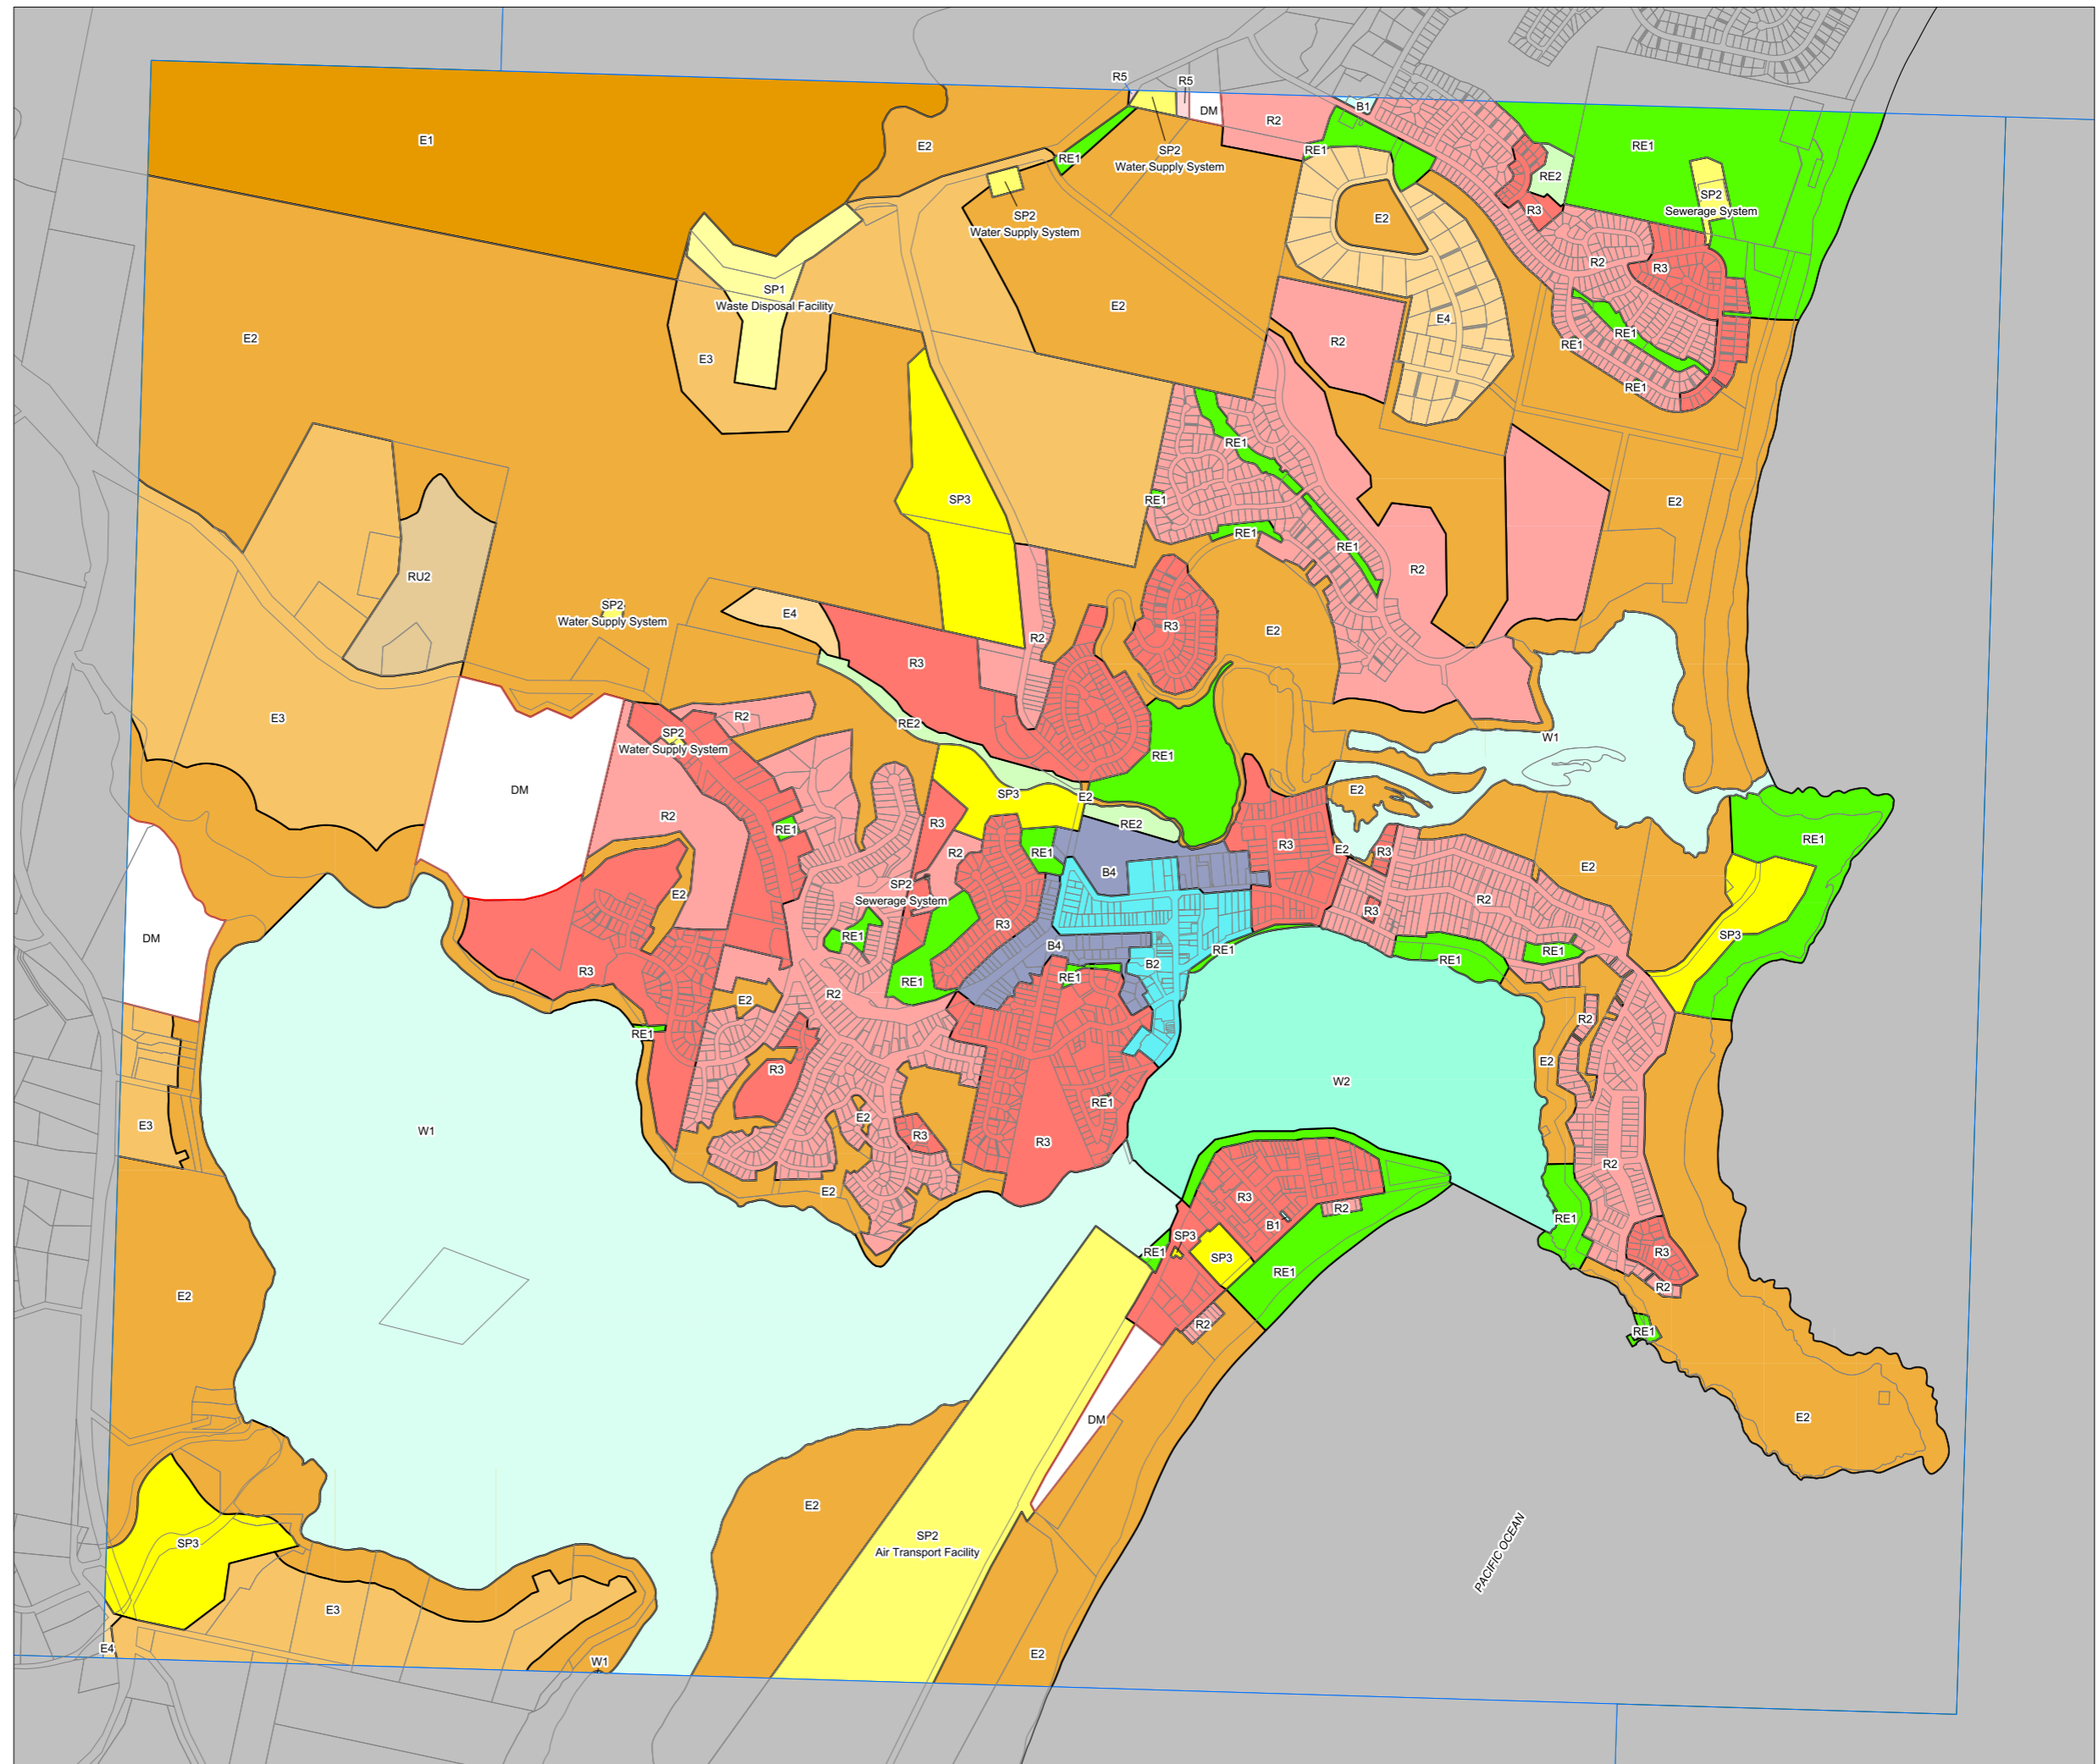 R5
R5
B1
DM
R2
E1
E2
SP2
Water Supply System
RE1
RE1
RE1
RE2
SP2
Sewerage System
SP2
Water Supply System
E2
R3
R2
R3
SP1
Waste Disposal Facility
E2
E4
RE1
E2
R2
RE1
E3
RE1
RE1
SP3
RE1
E2
RE1
RE1
R2
RU2
SP2
Water Supply System
E4
R3
E2
R2
R3
E3
R2
RE2
SP2
Water Supply System
RE1
W1
DM
SP3
E2
E2
R2
RE1
R3
RE2
RE1
R3
E2
R3
R2
RE1
B4
E2
SP2
Sewerage System
E2
R2
R3
R3
DM
RE1
B4
RE1
RE1
SP3
R3
B2
RE1
RE1
RE1
R2
E2
R2
RE1
E2
R3
W2
RE1
E2
E3
W1
R3
R3
R2
E2
R3
R2
RE1
B1
SP3
RE1
R3
SP3
RE1
R2
E2
R2
RE1
DM
E2
E2
SP2
Air Transport Facility
SP3
PACIFIC OCEAN
E3
E4
E2
W1